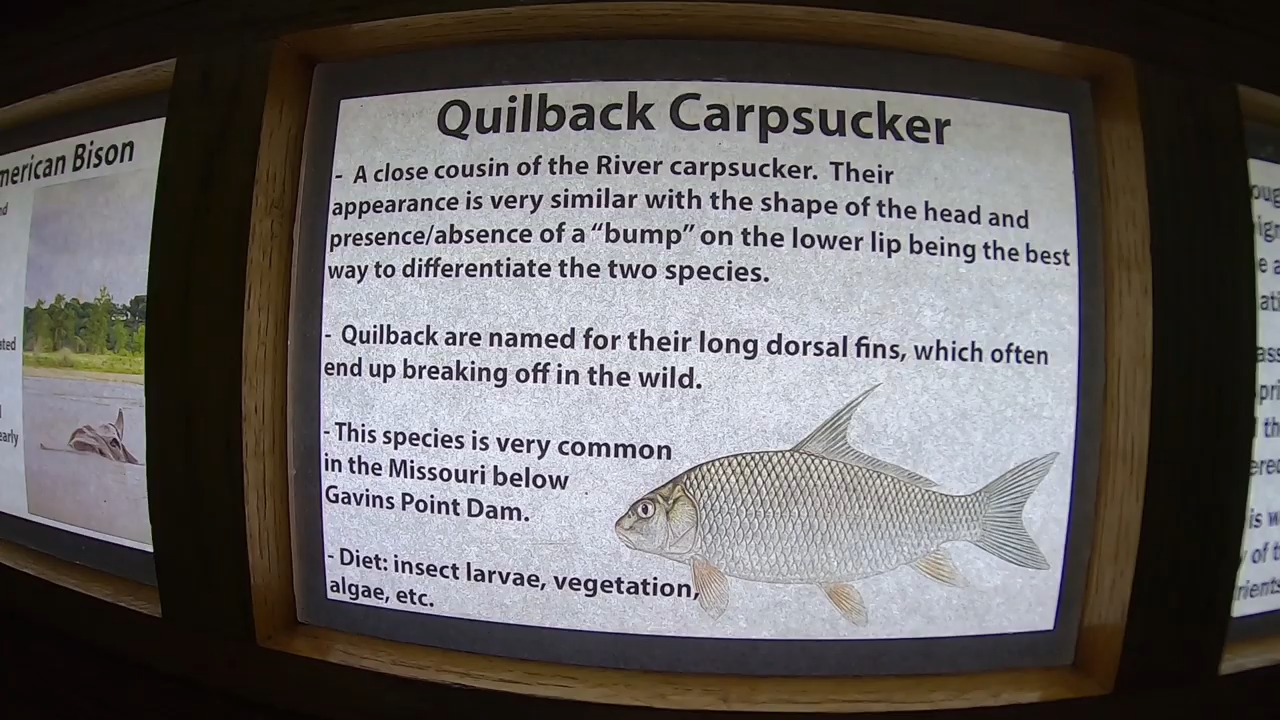 Quilback Carpsucker
- A close cousin of the River carpsucker. Their
appearance is very similar with the shape of the head and
presence/absence of a “bump” on the lower lip being the best
way to differentiate the two species.
- Quilback are named for their long dorsal fins, which often
end up breaking off in the wild.
- This species is very common
in the Missouri below
Gavins Point Dam.
- Diet: insect larvae, vegetation,
algae, etc.
Bison